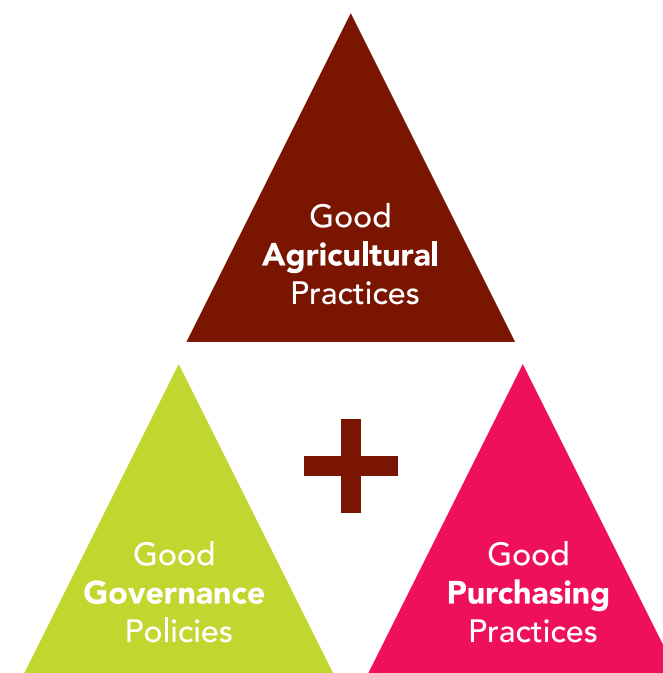 Good
Agricultural
Practices
Good
Governance
Policies
Good
Purchasing
Practices